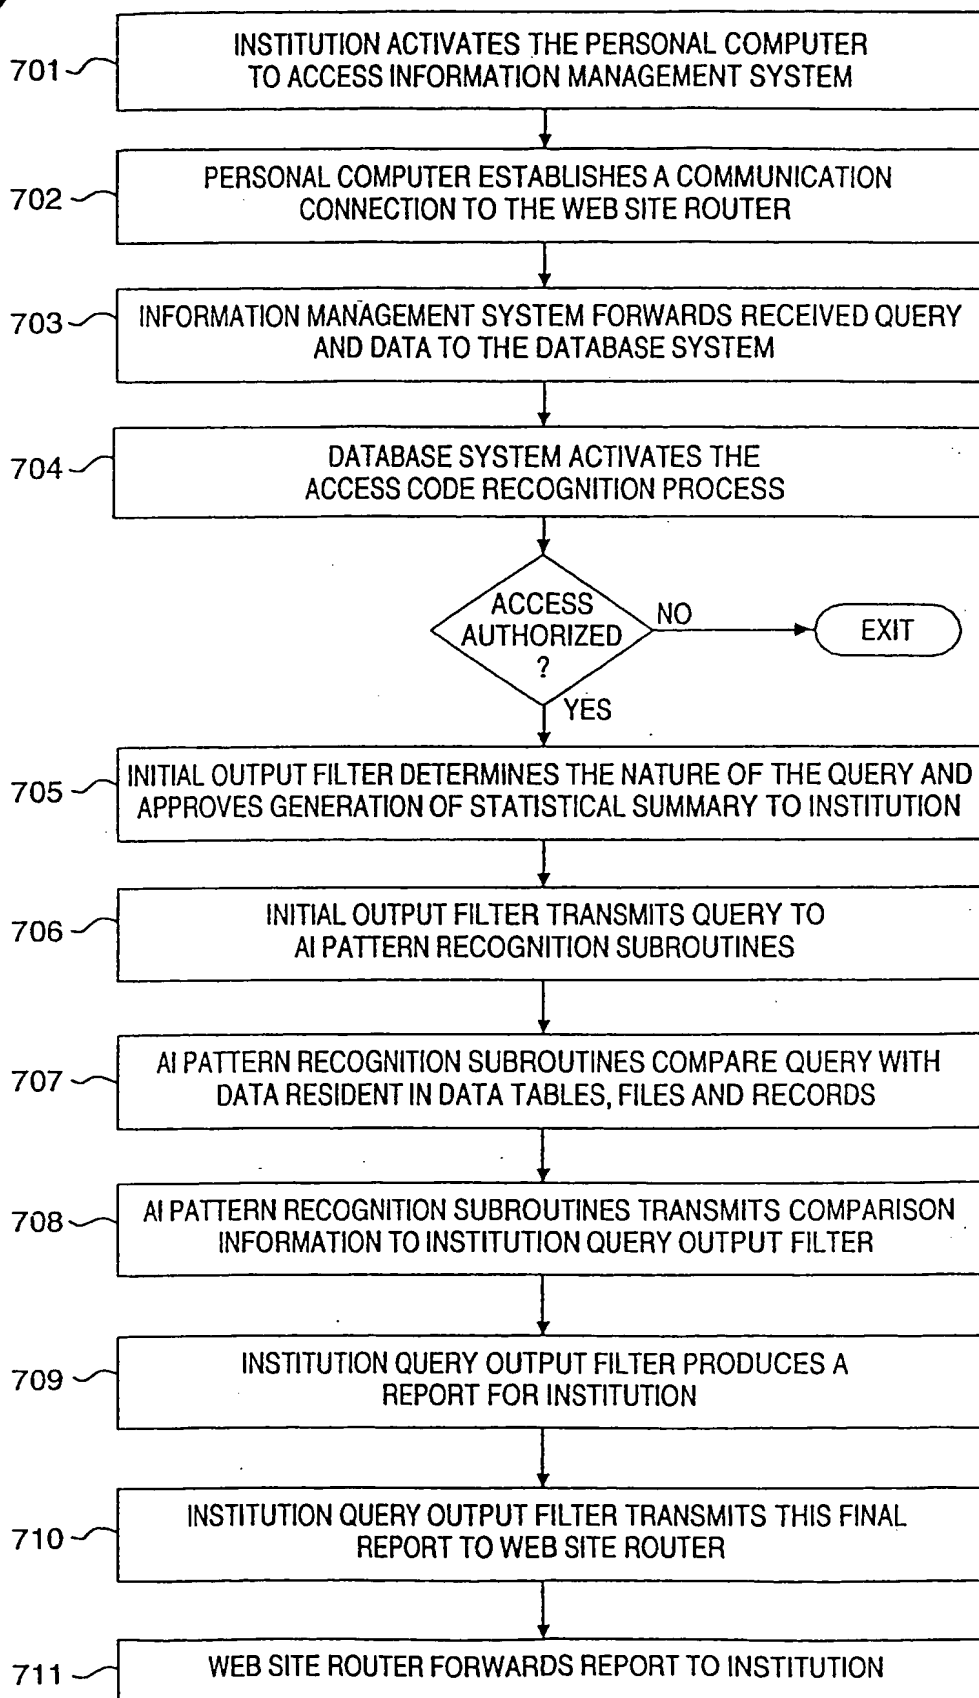 701
INSTITUTION ACTIVATES THE PERSONAL COMPUTER
TO ACCESS INFORMATION MANAGEMENT SYSTEM
702
PERSONAL COMPUTER ESTABLISHES A COMMUNICATION
CONNECTION TO THE WEB SITE ROUTER
703
INFORMATION MANAGEMENT SYSTEM FORWARDS RECEIVED QUERY
AND DATA TO THE DATABASE SYSTEM
704
DATABASE SYSTEM ACTIVATES THE
ACCESS CODE RECOGNITION PROCESS
ACCESS
AUTHORIZED
?
NO
EXIT
YES
705
INITIAL OUTPUT FILTER DETERMINES THE NATURE OF THE QUERY AND
APPROVES GENERATION OF STATISTICAL SUMMARY TO INSTITUTION
706
INITIAL OUTPUT FILTER TRANSMITS QUERY TO
AI PATTERN RECOGNITION SUBROUTINES
707
AI PATTERN RECOGNITION SUBROUTINES COMPARE QUERY WITH
DATA RESIDENT IN DATA TABLES, FILES AND RECORDS
708
AI PATTERN RECOGNITION SUBROUTINES TRANSMITS COMPARISON
INFORMATION TO INSTITUTION QUERY OUTPUT FILTER
709
INSTITUTION QUERY OUTPUT FILTER PRODUCES A
REPORT FOR INSTITUTION
710
INSTITUTION QUERY OUTPUT FILTER TRANSMITS THIS FINAL
REPORT TO WEB SITE ROUTER
711
WEB SITE ROUTER FORWARDS REPORT TO INSTITUTION